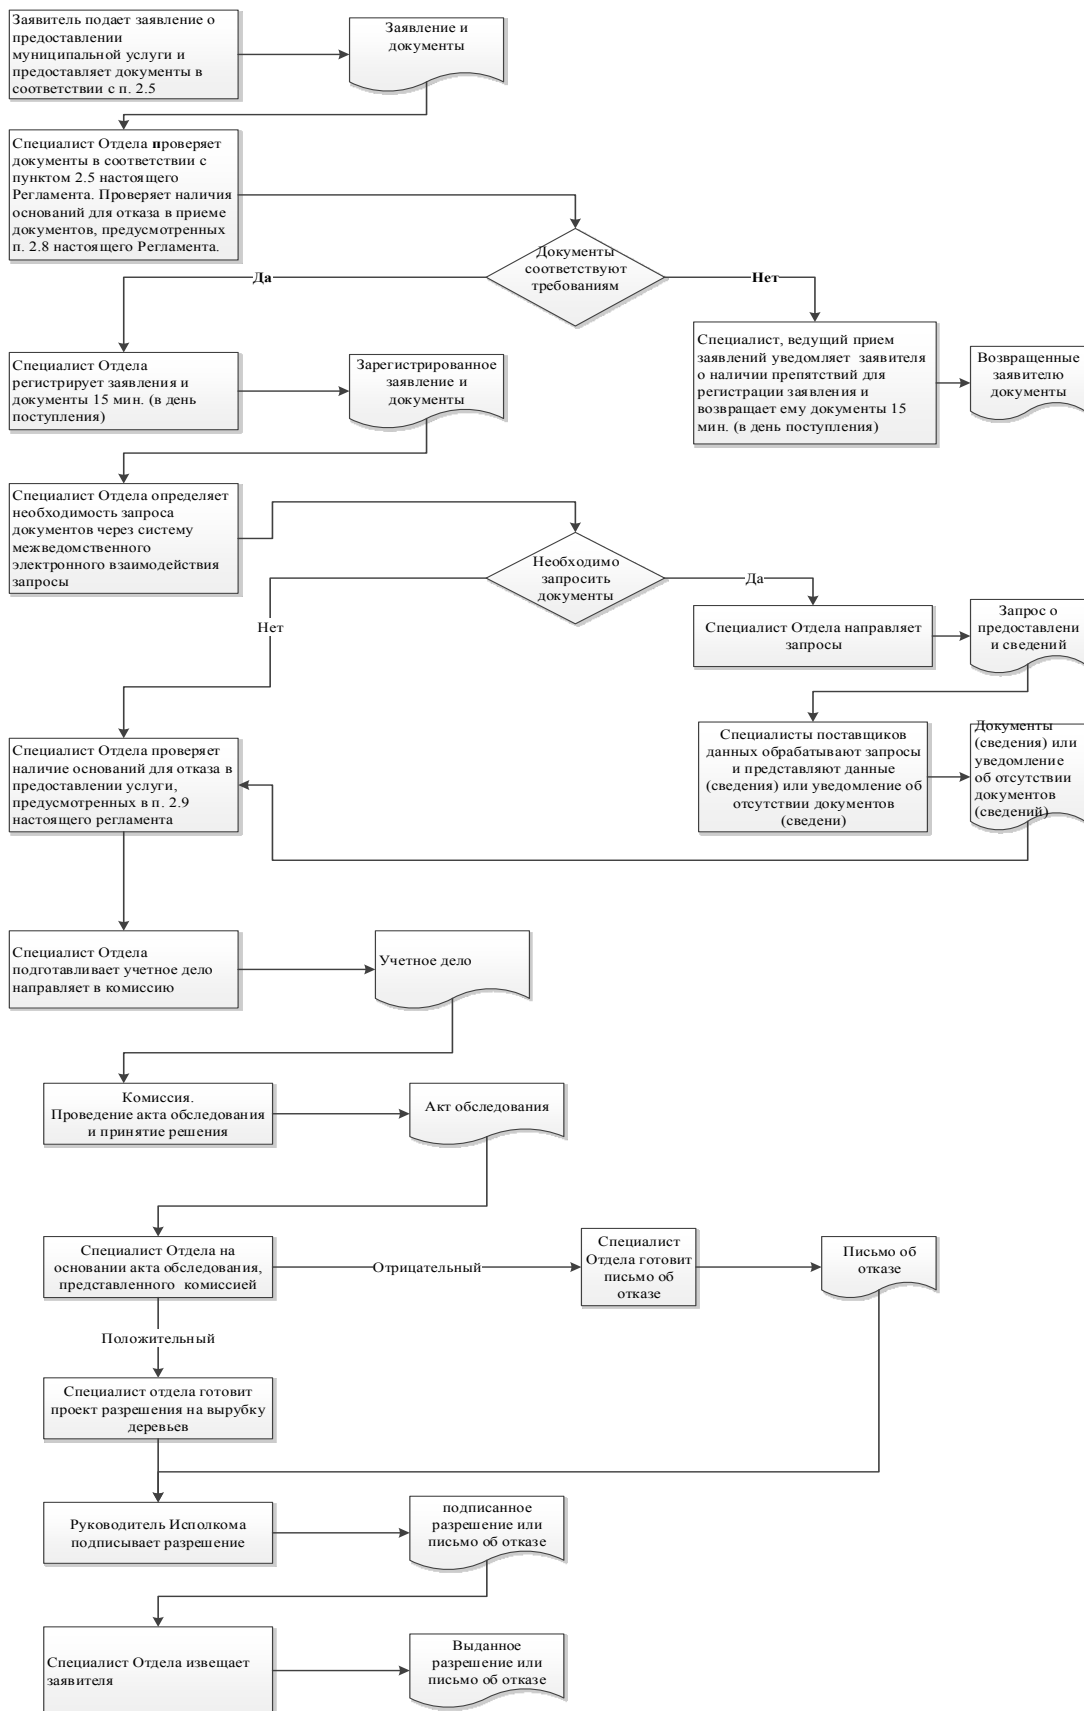 Заявитель подает заявление о
предоставлении
муниципальной услуги и
предоставляет документы в
соответствии с п. 2.5
Заявление и
документы
Специалист Отдела проверяет
документы в соответствии с
пунктом 2.5 настоящего
Регламента. Проверяет наличия
оснований для отказа в приеме
документов, предусмотренных
п. 2.8 настоящего Регламента.
Документы
соответствуют
требованиям
Да
Нет
Специалист Отдела
регистрирует заявления и
документы 15 мин. (в день
поступления)
Зарегистрированное
заявление и
документы
Специалист, ведущий прием
заявлений уведомляет заявителя
о наличии препятствий для
регистрации заявления и
возвращает ему документы 15
мин. (в день поступления)
Возвращенные
заявителю
документы
Специалист Отдела определяет
необходимость запроса
документов через систему
межведомственного
электронного взаимодействия
запросы
Необходимо
запросить
документы
Да
Нет
Специалист Отдела направляет
запросы
Запрос о
предоставлени
и сведений
Специалист Отдела проверяет
наличие оснований для отказа в
предоставлении услуги,
предусмотренных в п. 2.9
настоящего регламента
Специалисты поставщиков
данных обрабатывают запросы
и представляют данные
(сведения) или уведомление об
отсутствии документов
(сведени)
Документы
(сведения) или
уведомление
об отсутствии
документов
(сведений)
Специалист Отдела
подготавливает учетное дело
направляет в комиссию
Учетное дело
Комиссия.
Проведение акта обследования
и принятие решения
Акт обследования
Специалист Отдела на
основании акта обследования,
представленного комиссией
Отрицательный
Специалист
Отдела готовит
письмо об
отказе
Письмо об
отказе
Положительный
Специалист отдела готовит
проект разрешения на вырубку
деревьев
Руководитель Исполкома
подписывает разрешение
подписанное
разрешение или
письмо об отказе
Специалист Отдела извещает
заявителя
Выданное
разрешение или
письмо об отказе